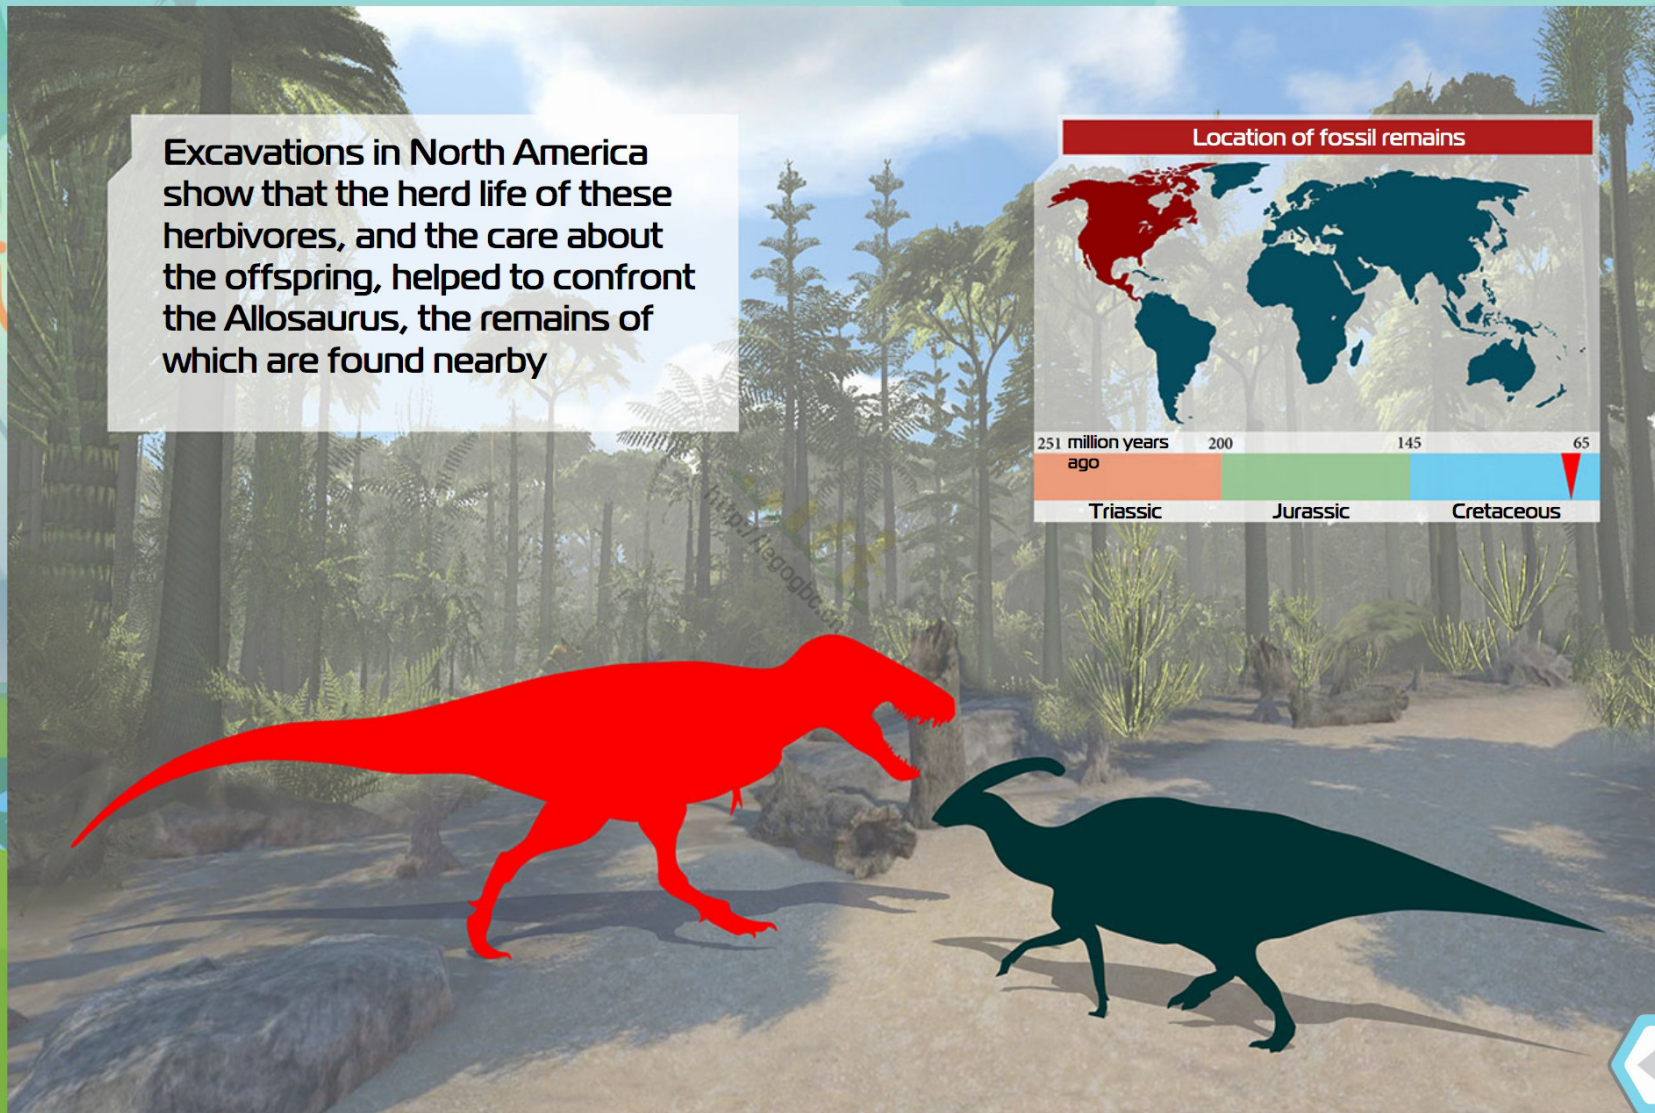 Excavations in North America
show that the herd life of these
herbivores, and the care about
the offspring, helped to confront
the Allosaurus, the remains of
which are found nearby
Location of fossil remains
251 million years ago 200 145 65
Triassic Jurassic Cretaceous